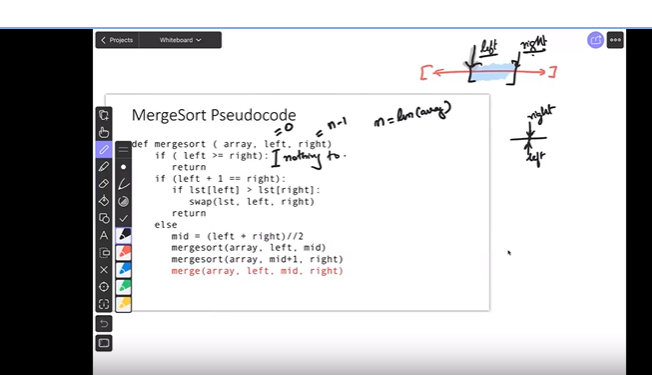 Projects
Whiteboard
left
right
MergeSort Pseudocode
=0
= n-1
n = len(array)
right
left
def mergesort ( array, left, right)
if ( left >= right):
nothing to
return
if (left + 1 == right):
if lst[left] > lst[right]:
swap(lst, left, right)
return
else
mid = (left + right)//2
mergesort(array, left, mid)
mergesort(array, mid+1, right)
merge(array, left, mid, right)